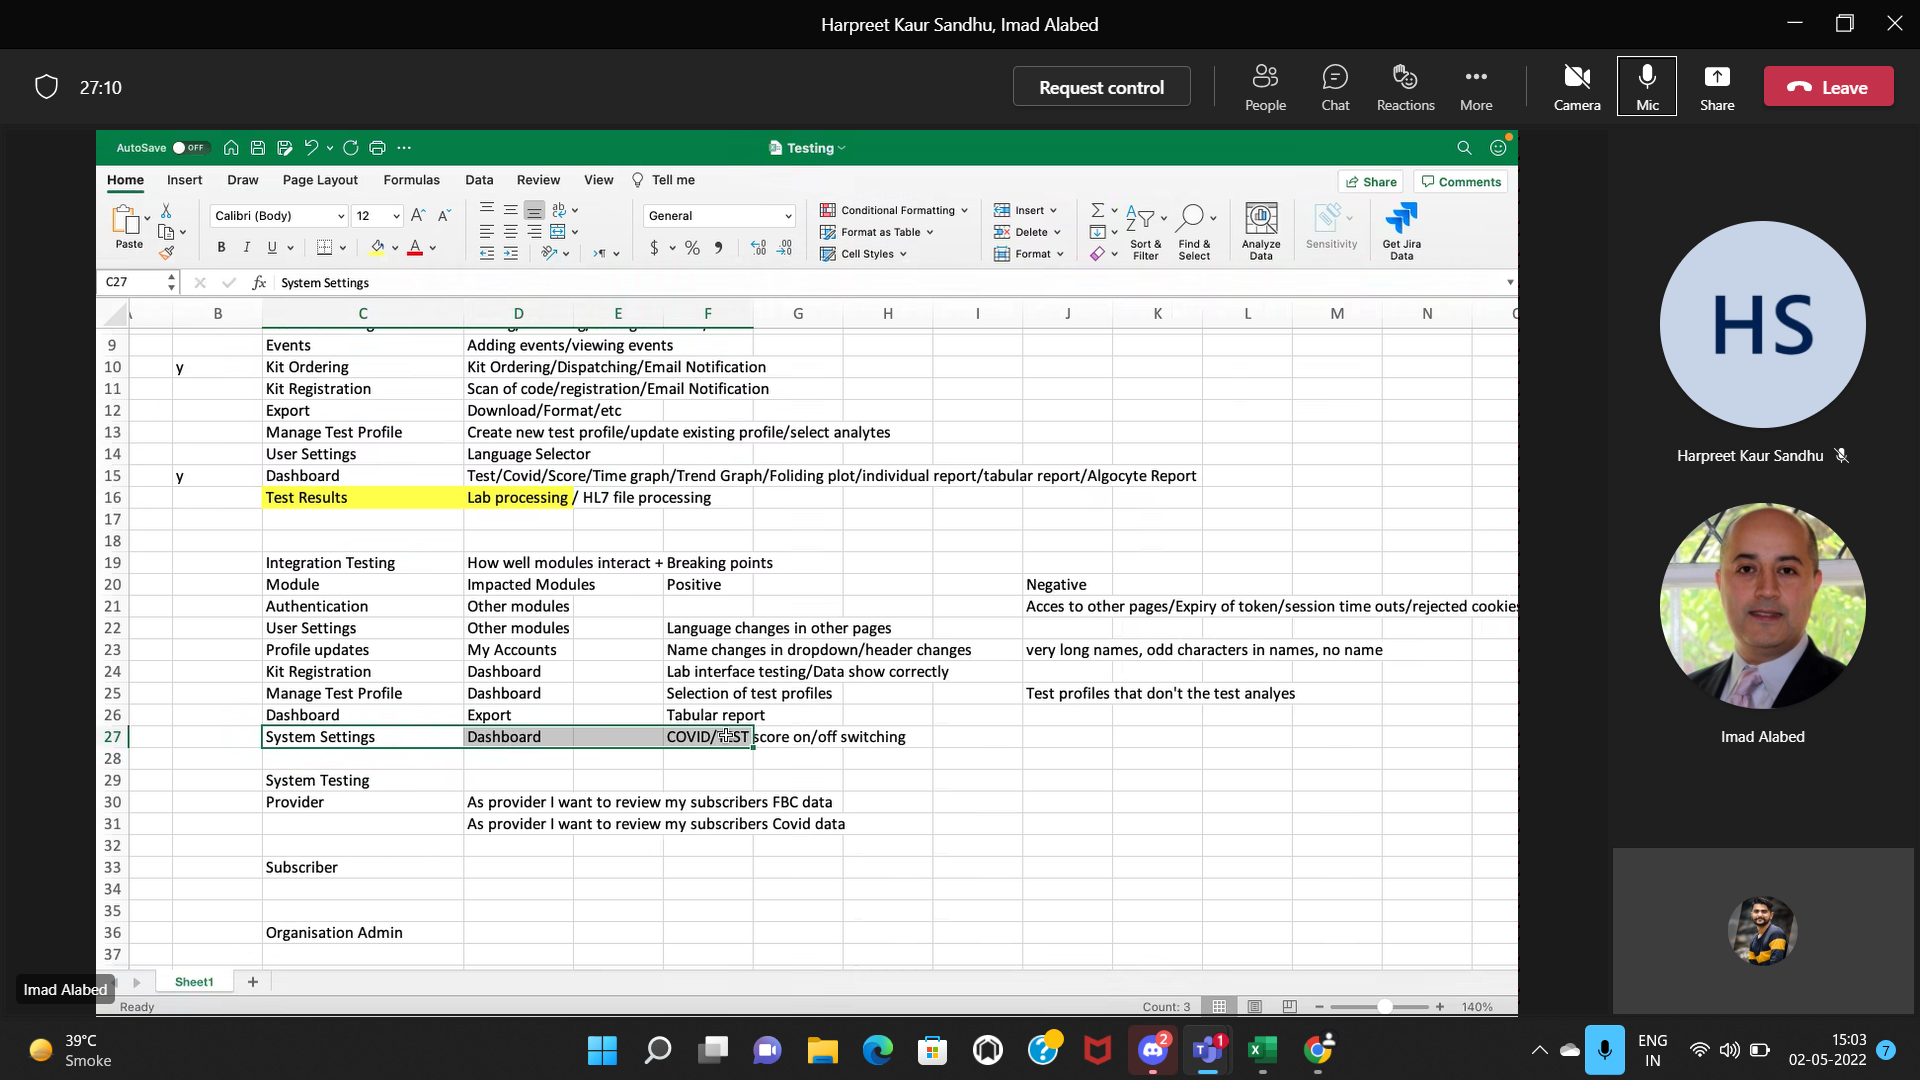 Harpreet Kaur Sandhu, Imad Alabed
27:10
Request control
People
Chat
Reactions
More
Camera
Mic
Share
Leave
AutoSave OFF
Testing
Home Insert Draw Page Layout Formulas Data Review View Tell me
Share Comments
Paste
Calibri (Body) 12
B I U
General
$ % 9
Conditional Formatting
Format as Table
Cell Styles
Insert
Delete
Format
Sort & Filter
Find & Select
Analyze Data
Sensitivity
Get Jira Data
C27 fx System Settings
B C D E F G H I J K L M N
9 Events Adding events/viewing events
10 y Kit Ordering Kit Ordering/Dispatching/Email Notification
11 Kit Registration Scan of code/registration/Email Notification
12 Export Download/Format/etc
13 Manage Test Profile Create new test profile/update existing profile/select analytes
14 User Settings Language Selector
15 y Dashboard Test/Covid/Score/Time graph/Trend Graph/Foliding plot/individual report/tabular report/Algocyte Report
16 Test Results Lab processing / HL7 file processing
17
18
19 Integration Testing How well modules interact + Breaking points
20 Module Impacted Modules Positive Negative
21 Authentication Other modules Acces to other pages/Expiry of token/session time outs/rejected cookies
22 User Settings Other modules Language changes in other pages
23 Profile updates My Accounts Name changes in dropdown/header changes very long names, odd characters in names, no name
24 Kit Registration Dashboard Lab interface testing/Data show correctly
25 Manage Test Profile Dashboard Selection of test profiles Test profiles that don't the test analyes
26 Dashboard Export Tabular report
27 System Settings Dashboard COVID/TEST score on/off switching
28
29 System Testing
30 Provider As provider I want to review my subscribers FBC data
31 As provider I want to review my subscribers Covid data
32
33 Subscriber
34
35
36 Organisation Admin
37
Sheet1
Ready Count: 3 140%
Imad Alabed
HS
Harpreet Kaur Sandhu
Imad Alabed
39°C
Smoke
2
1
ENG
IN
15:03
02-05-2022
7